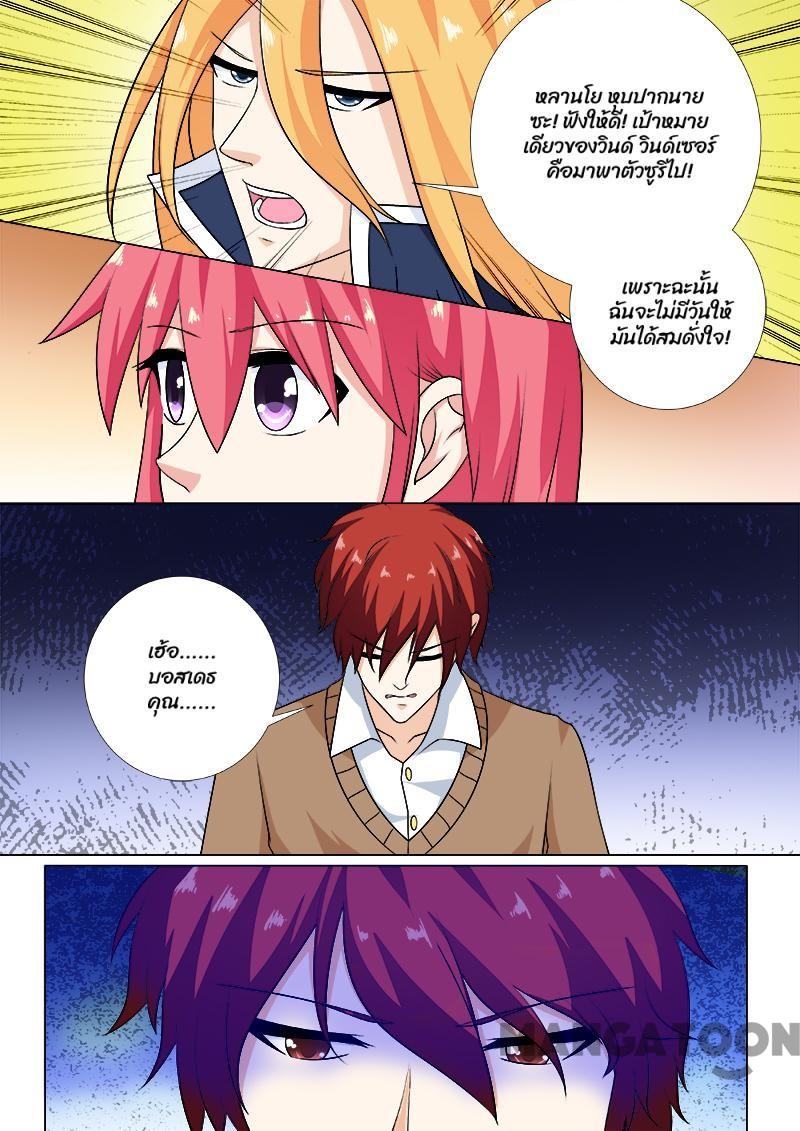 หลานโย หุบปากนาย
ซะ! ฟังให้ดี! เป้าหมาย
เดียวของวินด์ วินด์เซอร์
คือมาพาตัวซูริไป!
เพราะฉะนั้น
ฉันจะไม่มีวันให้
มันได้สมดั่งใจ!
เฮ้อ......
บอสเดธ
คุณ......
MANGATOON